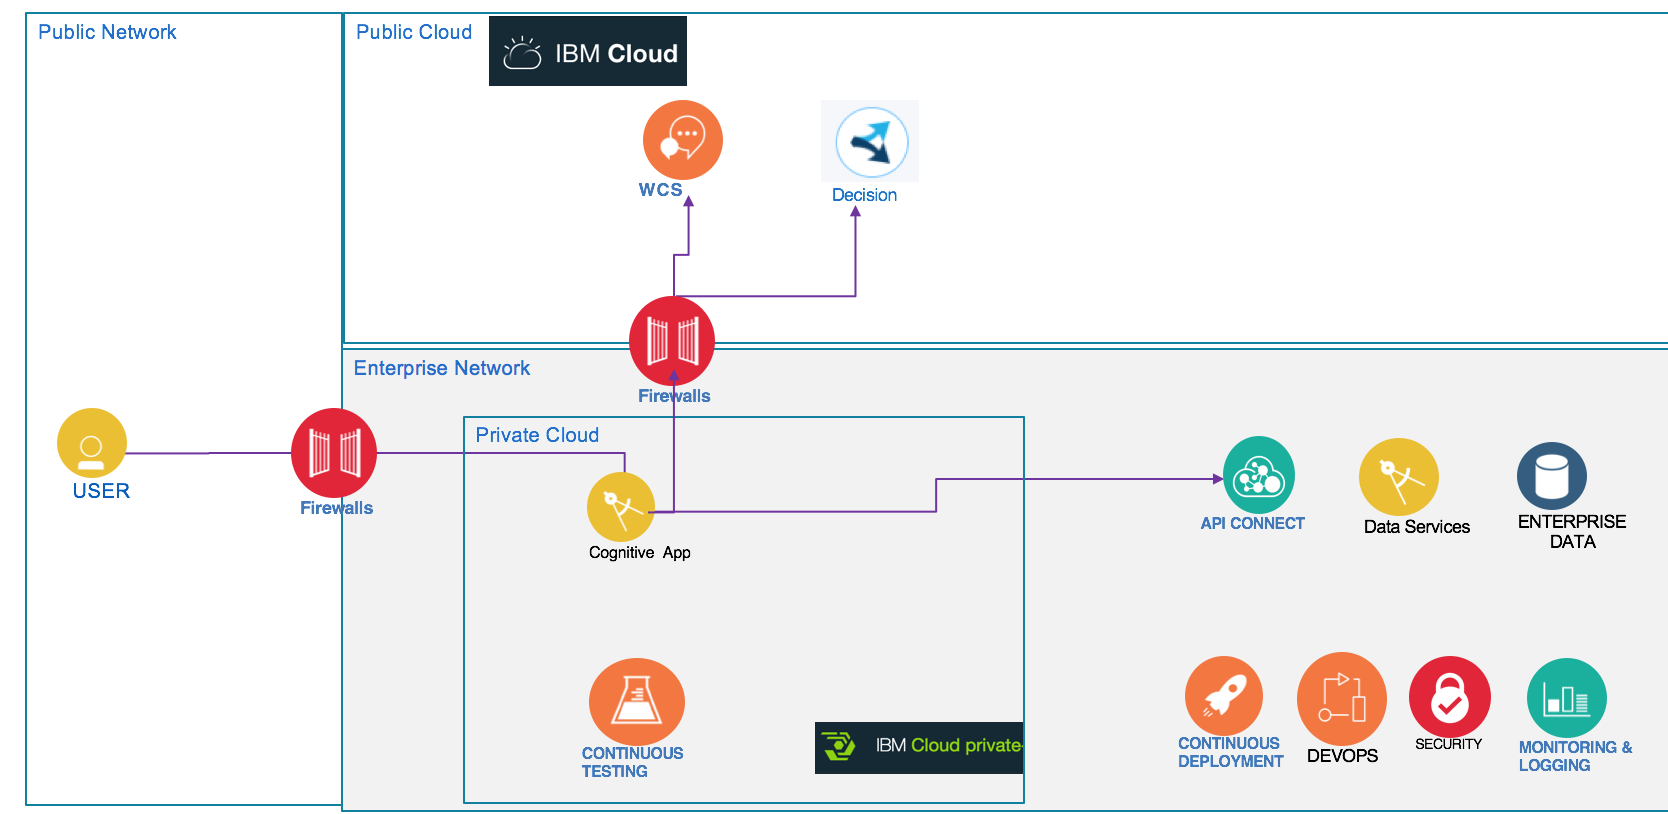 Public Network
Public Cloud
IBM Cloud
WCS
Decision
Firewalls
Enterprise Network
Private Cloud
USER
Firewalls
Cognitive App
API CONNECT
Data Services
ENTERPRISE
DATA
CONTINUOUS
TESTING
IBM Cloud private
CONTINUOUS
DEPLOYMENT
DEVOPS
SECURITY
MONITORING &
LOGGING